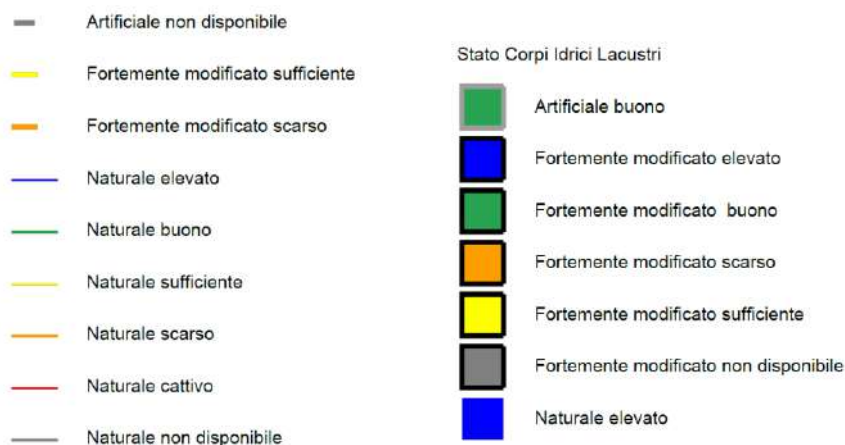 Artificiale non disponibile
Fortemente modificato sufficiente
Fortemente modificato scarso
Naturale elevato
Naturale buono
Naturale sufficiente
Naturale scarso
Naturale cattivo
Naturale non disponibile
Stato Corpi Idrici Lacustri
Artificiale buono
Fortemente modificato elevato
Fortemente modificato buono
Fortemente modificato scarso
Fortemente modificato sufficiente
Fortemente modificato non disponibile
Naturale elevato